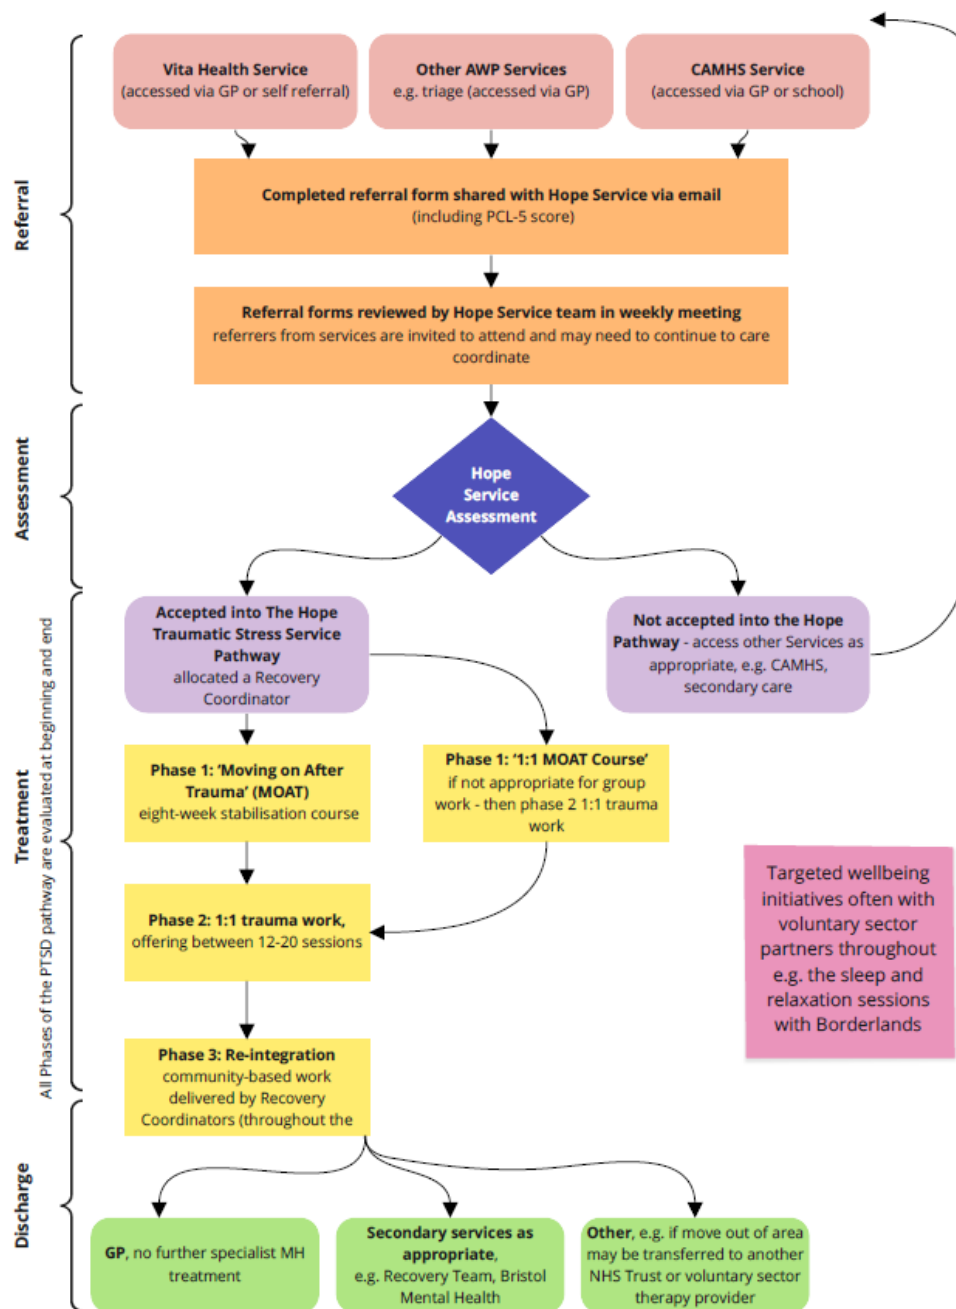 Referral
Vita Health Service
(accessed via GP or self referral)
Other AWP Services
e.g. triage (accessed via GP)
CAMHS Service
(accessed via GP or school)
Completed referral form shared with Hope Service via email
(including PCL-5 score)
Referral forms reviewed by Hope Service team in weekly meeting
referrers from services are invited to attend and may need to continue to care
coordinate
Assessment
Hope
Service
Assessment
Treatment
All Phases of the PTSD pathway are evaluated at beginning and end
Accepted into The Hope
Traumatic Stress Service
Pathway
allocated a Recovery
Coordinator
Not accepted into the Hope
Pathway - access other Services as
appropriate, e.g. CAMHS,
secondary care
Phase 1: 'Moving on After
Trauma' (MOAT)
eight-week stabilisation course
Phase 1: '1:1 MOAT Course'
if not appropriate for group
work - then phase 2 1:1 trauma
work
Phase 2: 1:1 trauma work,
offering between 12-20 sessions
Targeted wellbeing
initiatives often with
voluntary sector
partners throughout
e.g. the sleep and
relaxation sessions
with Borderlands
Phase 3: Re-integration
community-based work
delivered by Recovery
Coordinators (throughout the
Discharge
GP, no further specialist MH
treatment
Secondary services as
appropriate,
e.g. Recovery Team, Bristol
Mental Health
Other, e.g. if move out of area
may be transferred to another
NHS Trust or voluntary sector
therapy provider